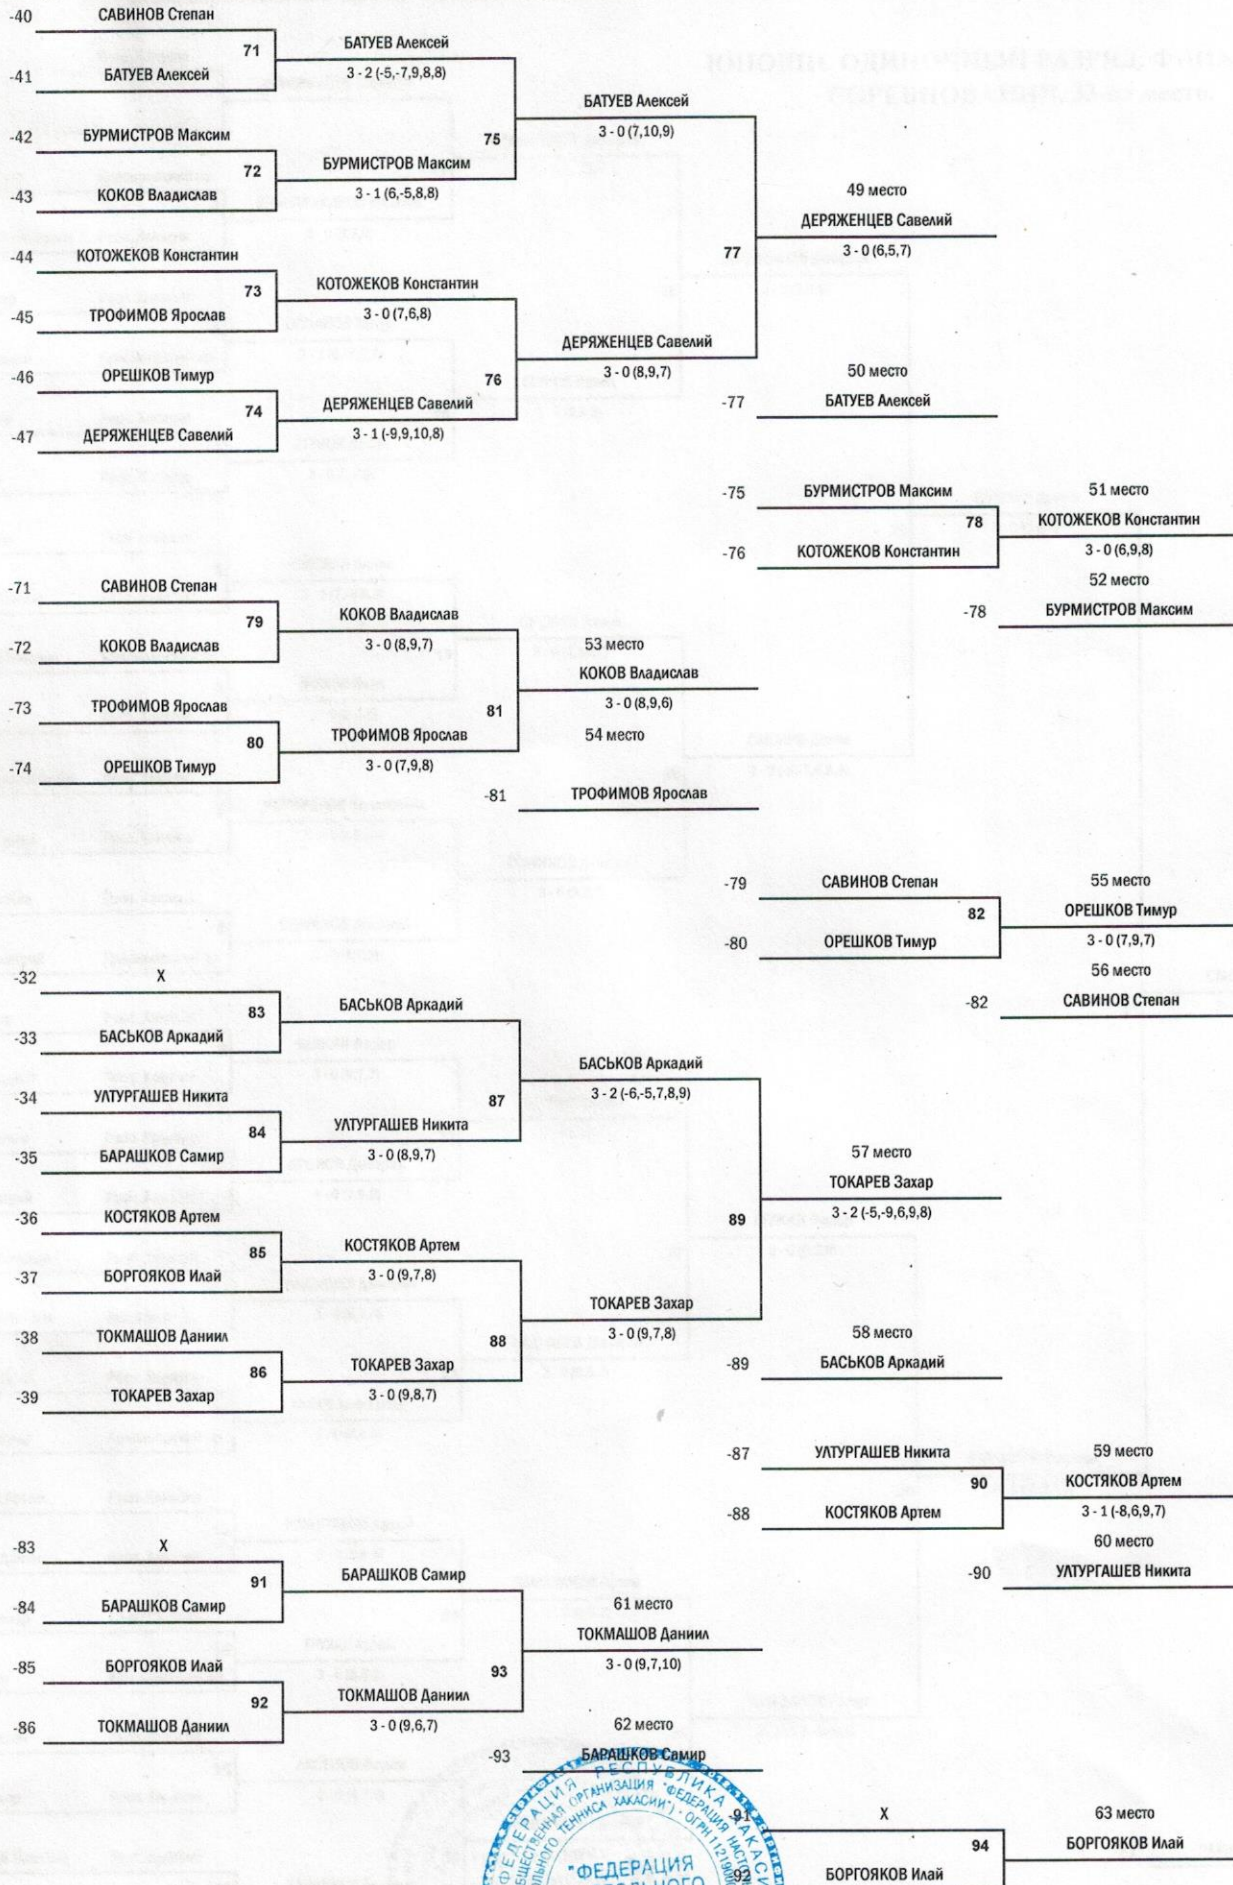 -40 САВИНОВ Степан
71 БАТУЕВ Алексей
-41 БАТУЕВ Алексей 3 - 2 (-5,-7,9,8,8)
БАТУЕВ Алексей
-42 БУРМИСТРОВ Максим 75 3 - 0 (7,10,9)
72 БУРМИСТРОВ Максим
-43 КОКОВ Владислав 3 - 1 (6,-5,8,8)
49 место
ДЕРЯЖЕНЦЕВ Савелий
-44 КОТОЖЕКОВ Константин 77 3 - 0 (6,5,7)
73 КОТОЖЕКОВ Константин
-45 ТРОФИМОВ Ярослав 3 - 0 (7,6,8)
ДЕРЯЖЕНЦЕВ Савелий
-46 ОРЕШКОВ Тимур 76 3 - 0 (8,9,7) 50 место
74 ДЕРЯЖЕНЦЕВ Савелий -77 БАТУЕВ Алексей
-47 ДЕРЯЖЕНЦЕВ Савелий 3 - 1 (-9,9,10,8)
-75 БУРМИСТРОВ Максим 51 место
78 КОТОЖЕКОВ Константин
-76 КОТОЖЕКОВ Константин 3 - 0 (6,9,8)
52 место
-78 БУРМИСТРОВ Максим
-71 САВИНОВ Степан
79 КОКОВ Владислав
-72 КОКОВ Владислав 3 - 0 (8,9,7) 53 место
КОКОВ Владислав
-73 ТРОФИМОВ Ярослав 81 3 - 0 (8,9,6)
80 ТРОФИМОВ Ярослав 54 место
-74 ОРЕШКОВ Тимур 3 - 0 (7,9,8)
-81 ТРОФИМОВ Ярослав
-79 САВИНОВ Степан 55 место
82 ОРЕШКОВ Тимур
-80 ОРЕШКОВ Тимур 3 - 0 (7,9,7)
56 место
-82 САВИНОВ Степан
-32 X
83 БАСЬКОВ Аркадий
-33 БАСЬКОВ Аркадий
БАСЬКОВ Аркадий
-34 УЛТУРГАШЕВ Никита 87 3 - 2 (-6,-5,7,8,9)
84 УЛТУРГАШЕВ Никита
-35 БАРАШКОВ Самир 3 - 0 (8,9,7)
57 место
ТОКАРЕВ Захар
-36 КОСТЯКОВ Артем 89 3 - 2 (-5,-9,6,9,8)
85 КОСТЯКОВ Артем
-37 БОРГОЯКОВ Илай 3 - 0 (9,7,8)
ТОКАРЕВ Захар
-38 ТОКМАШОВ Даниил 88 3 - 0 (9,7,8) 58 место
86 ТОКАРЕВ Захар -89 БАСЬКОВ Аркадий
-39 ТОКАРЕВ Захар 3 - 0 (9,8,7)
-87 УЛТУРГАШЕВ Никита 59 место
90 КОСТЯКОВ Артем
-88 КОСТЯКОВ Артем 3 - 1 (-8,6,9,7)
60 место
-90 УЛТУРГАШЕВ Никита
-83 X
91 БАРАШКОВ Самир
-84 БАРАШКОВ Самир 61 место
ТОКМАШОВ Даниил
-85 БОРГОЯКОВ Илай 93 3 - 0 (9,7,10)
92 ТОКМАШОВ Даниил
-86 ТОКМАШОВ Даниил 3 - 0 (9,6,7) 62 место
-93 БАРАШКОВ Самир
-91 X 63 место
94 БОРГОЯКОВ Илай
-92 БОРГОЯКОВ Илай
ФЕДЕРАЦИЯ РЕСПУБЛИКА ХАКАСИ
ОБЩЕСТВЕННАЯ ОРГАНИЗАЦИЯ "ФЕДЕРАЦИЯ
ТЕННИСА ХАКАСИИ")
"ФЕДЕРАЦИЯ